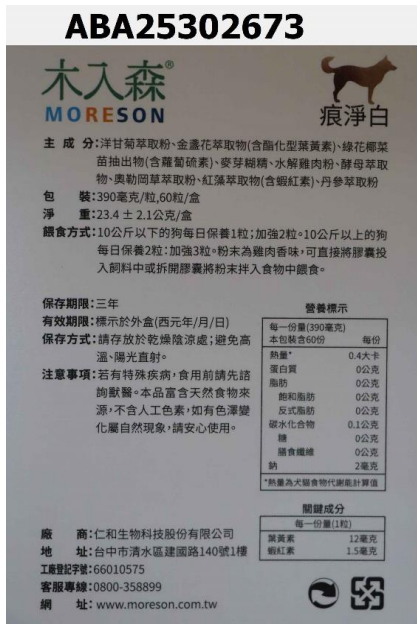 ABA25302673
木入森®
MORESON
痕淨白
主成分:洋甘菊萃取粉、金盞花萃取物(含酯化型葉黃素)、綠花椰菜
苗抽出物(含蘿蔔硫素)、麥芽糊精、水解雞肉粉、酵母萃取
物、奧勒岡草萃取粉、紅藻萃取物(含蝦紅素)、丹參萃取粉
包裝:390毫克/粒,60粒/盒
淨重:23.4 ± 2.1公克/盒
餵食方式:10公斤以下的狗每日保養1粒;加強2粒。10公斤以上的狗
每日保養2粒;加強3粒。粉末為雞肉香味,可直接將膠囊投
入飼料中或拆開膠囊將粉末拌入食物中餵食。
保存期限:三年
有效期限:標示於外盒(西元年/月/日)
保存方式:請存放於乾燥陰涼處;避免高
溫、陽光直射。
注意事項:若有特殊疾病,食用前請先諮
詢獸醫。本品富含天然食物來
源,不含人工色素,如有色澤變
化屬自然現象,請安心使用。
營養標示
每一份量(390毫克)
本包裝含60份 每份
熱量* 0.4大卡
蛋白質 0公克
脂肪 0公克
飽和脂肪 0公克
反式脂肪 0公克
碳水化合物 0.1公克
糖 0公克
膳食纖維 0公克
鈉 2毫克
*熱量為犬貓食物代謝能計算值
關鍵成分
每一份量(1粒)
葉黃素 12毫克
蝦紅素 1.5毫克
廠商:仁和生物科技股份有限公司
地址:台中市清水區建國路140號1樓
工廠登記字號:66010575
客服專線:0800-358899
網址:www.moreson.com.tw